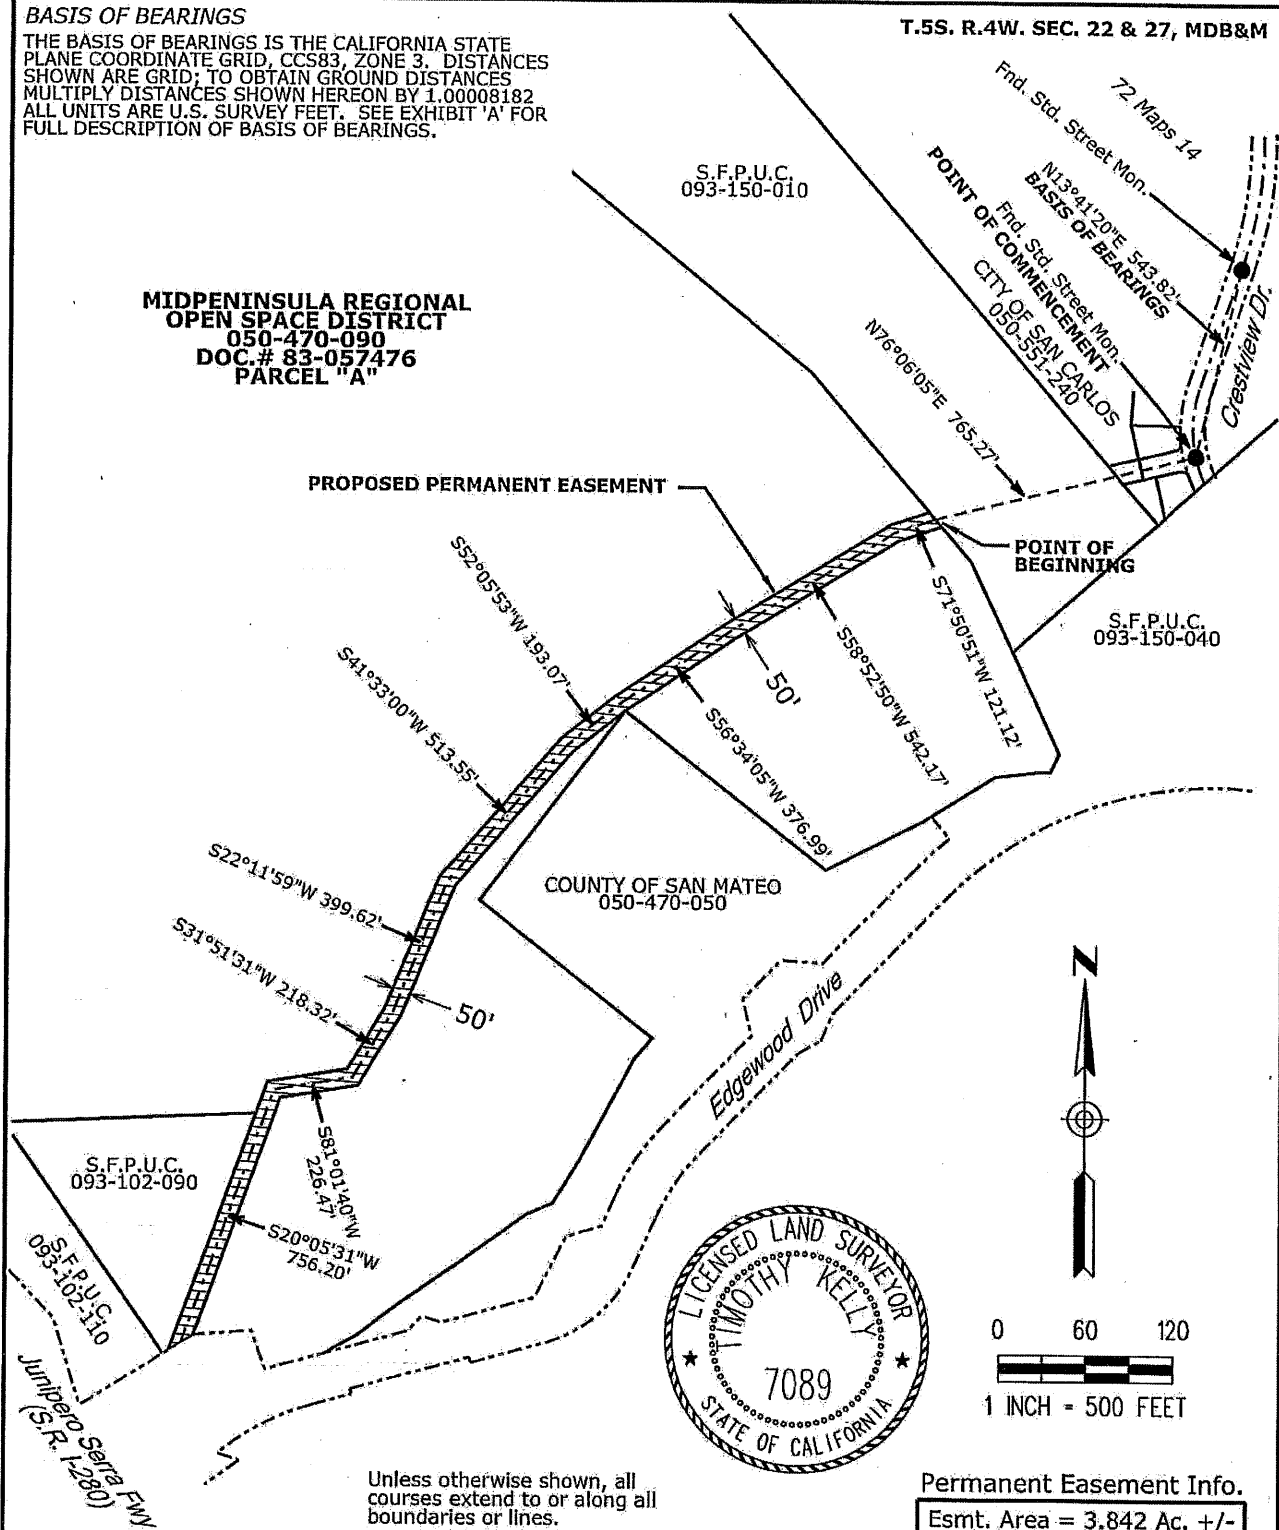 BASIS OF BEARINGS
THE BASIS OF BEARINGS IS THE CALIFORNIA STATE
PLANE COORDINATE GRID, CCS83, ZONE 3. DISTANCES
SHOWN ARE GRID; TO OBTAIN GROUND DISTANCES
MULTIPLY DISTANCES SHOWN HEREON BY 1.00008182
ALL UNITS ARE U.S. SURVEY FEET. SEE EXHIBIT 'A' FOR
FULL DESCRIPTION OF BASIS OF BEARINGS.
T.5S. R.4W. SEC. 22 & 27, MDB&M
72 Maps 14
Fnd. Std. Street Mon.
N13°41'20"E 543.82'
BASIS OF BEARINGS
Fnd. Std. Street Mon.
POINT OF COMMENCEMENT
CITY OF SAN CARLOS
050-551-240
Crestview Dr.
S.F.P.U.C.
093-150-010
MIDPENINSULA REGIONAL
OPEN SPACE DISTRICT
050-470-090
DOC.# 83-057476
PARCEL "A"
N76°06'05"E 765.27'
PROPOSED PERMANENT EASEMENT
POINT OF
BEGINNING
S.F.P.U.C.
093-150-040
S71°50'51"W 121.12'
S58°52'50"W 542.17'
50'
S56°34'05"W 376.99'
S52°05'53"W 193.07'
S41°33'00"W 513.55'
S22°11'59"W 399.62'
S31°51'31"W 218.32'
50'
COUNTY OF SAN MATEO
050-470-050
Edgewood Drive
S81°01'40"W
226.47'
S20°05'31"W
756.20'
S.F.P.U.C.
093-102-090
S.F.P.U.C.
093-102-110
Junipero Serra Fwy
(S.R. I-280)
N
LICENSED LAND SURVEYOR
TIMOTHY KELLY
7089
STATE OF CALIFORNIA
0 60 120
1 INCH = 500 FEET
Unless otherwise shown, all
courses extend to or along all
boundaries or lines.
Permanent Easement Info.
Esmt. Area = 3.842 Ac. +/-